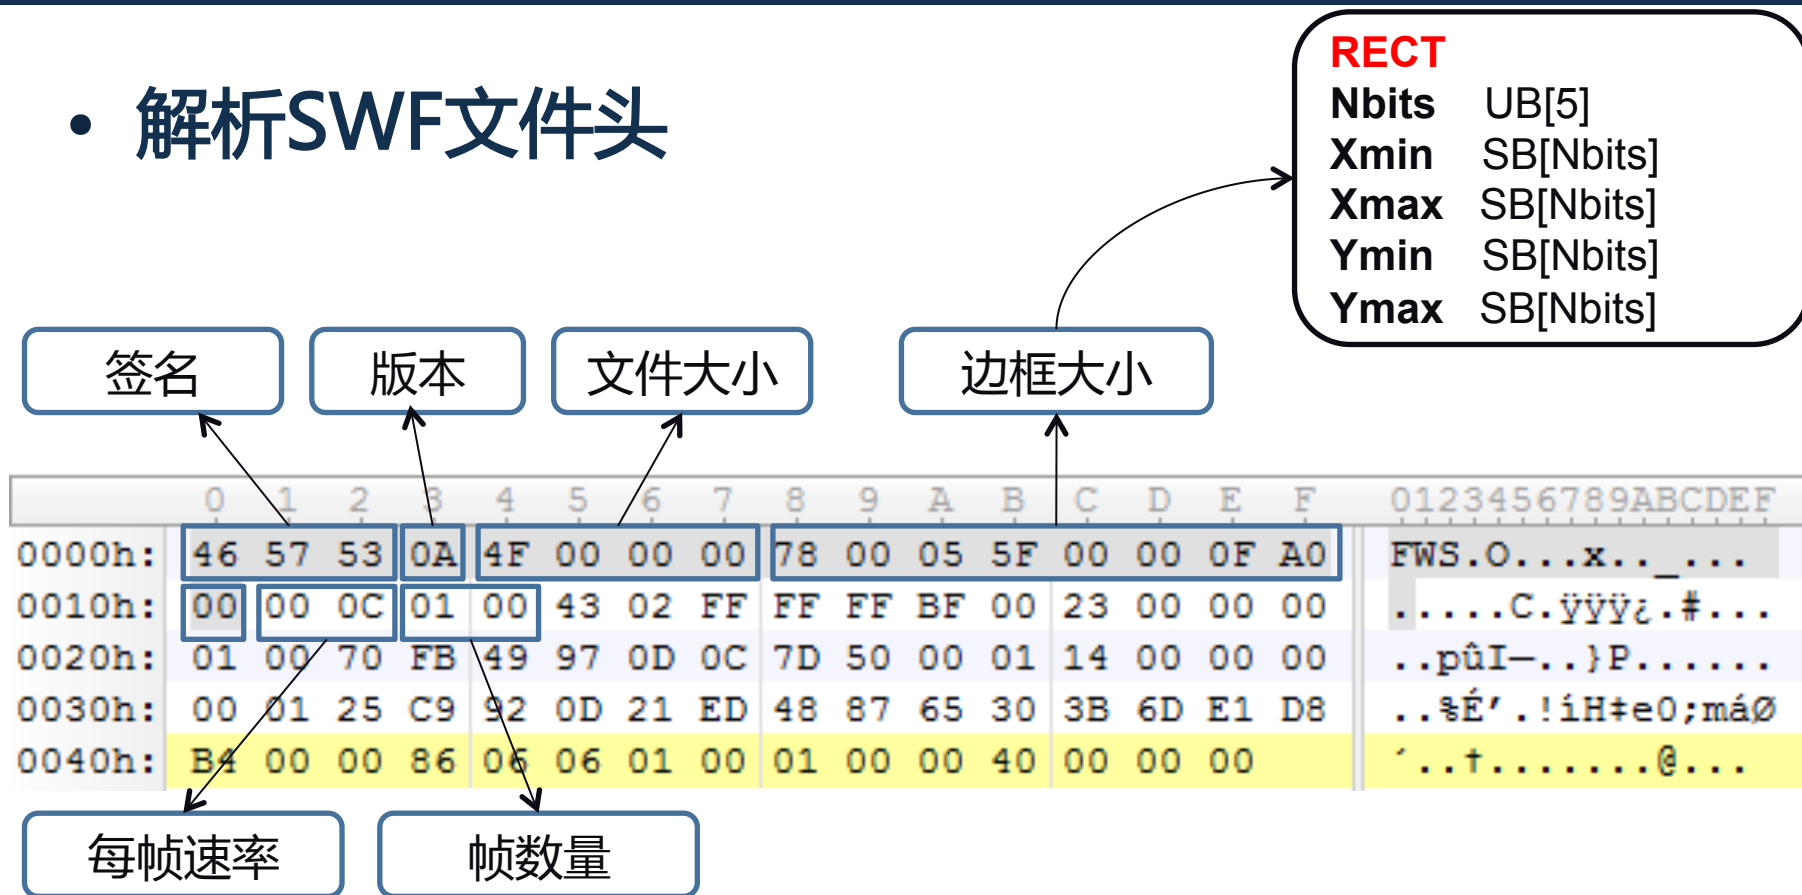 RECT
Nbits UB[5]
Xmin SB[Nbits]
Xmax SB[Nbits]
Ymin SB[Nbits]
Ymax SB[Nbits]
• 解析SWF文件头
签名 版本 文件大小 边框大小
0 1 2 3 4 5 6 7 8 9 A B C D E F 0123456789ABCDEF
0000h: 46 57 53 0A 4F 00 00 00 78 00 05 5F 00 00 0F A0 FWS.O...x.._...
0010h: 00 00 0C 01 00 43 02 FF FF FF BF 00 23 00 00 00 .....C.ÿÿÿ¿.#...
0020h: 01 00 70 FB 49 97 0D 0C 7D 50 00 01 14 00 00 00 ..pûI—..}P......
0030h: 00 01 25 C9 92 0D 21 ED 48 87 65 30 3B 6D E1 D8 ..%É’.!íH‡e0;máØ
0040h: B4 00 00 86 06 06 01 00 01 00 00 40 00 00 00 ´..†.......@...
每帧速率 帧数量